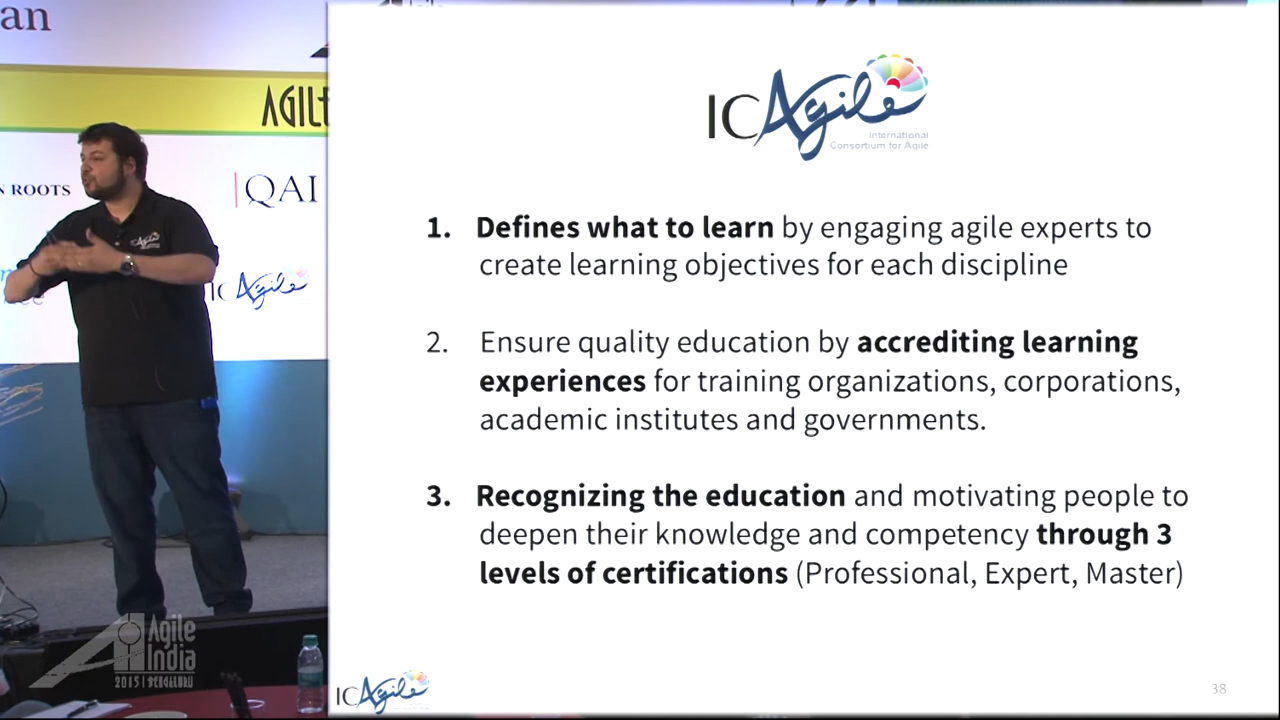 an
AGILE
N ROOTS
QAI
ICAgile
ICAgile
Agile
India
2015 | BENGALURU
ICAgile
International
Consortium for Agile
1. Defines what to learn by engaging agile experts to
create learning objectives for each discipline
2. Ensure quality education by accrediting learning
experiences for training organizations, corporations,
academic institutes and governments.
3. Recognizing the education and motivating people to
deepen their knowledge and competency through 3
levels of certifications (Professional, Expert, Master)
ICAgile
38